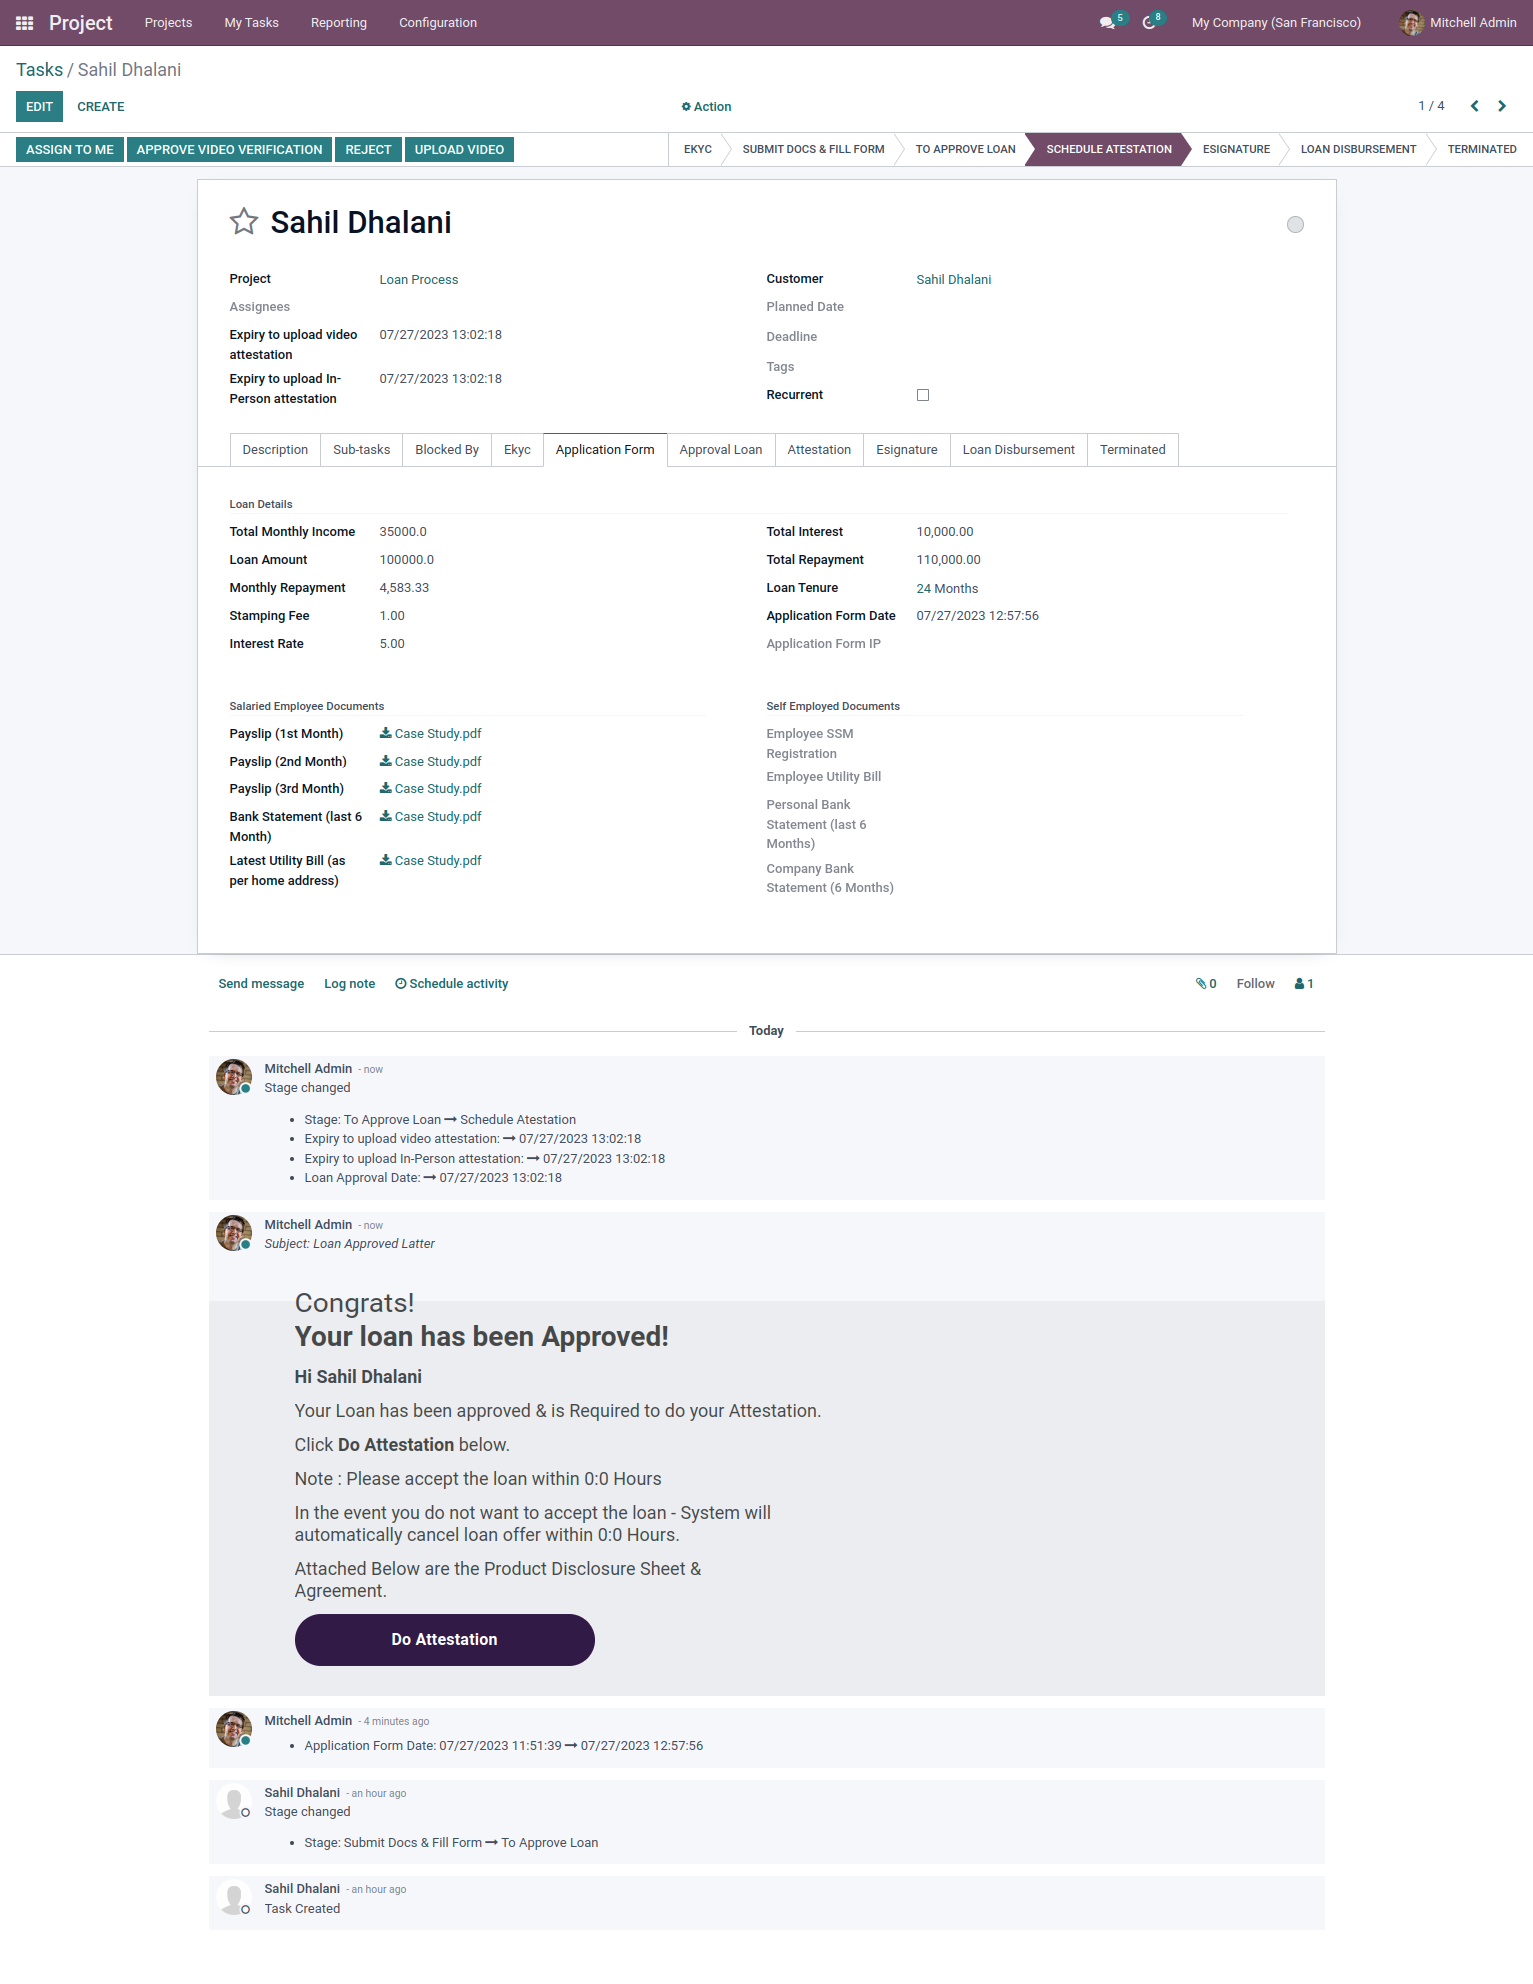 Project Projects My Tasks Reporting Configuration 5 8 My Company (San Francisco) Mitchell Admin
Tasks / Sahil Dhalani
EDIT CREATE Action 1 / 4
ASSIGN TO ME APPROVE VIDEO VERIFICATION REJECT UPLOAD VIDEO EKYC SUBMIT DOCS & FILL FORM TO APPROVE LOAN SCHEDULE ATESTATION ESIGNATURE LOAN DISBURSEMENT TERMINATED
Sahil Dhalani
Project Loan Process
Assignees
Expiry to upload video 07/27/2023 13:02:18
attestation
Expiry to upload In- 07/27/2023 13:02:18
Person attestation
Customer Sahil Dhalani
Planned Date
Deadline
Tags
Recurrent
Description Sub-tasks Blocked By Ekyc Application Form Approval Loan Attestation Esignature Loan Disbursement Terminated
Loan Details
Total Monthly Income 35000.0
Loan Amount 100000.0
Monthly Repayment 4,583.33
Stamping Fee 1.00
Interest Rate 5.00
Total Interest 10,000.00
Total Repayment 110,000.00
Loan Tenure 24 Months
Application Form Date 07/27/2023 12:57:56
Application Form IP
Salaried Employee Documents
Payslip (1st Month) Case Study.pdf
Payslip (2nd Month) Case Study.pdf
Payslip (3rd Month) Case Study.pdf
Bank Statement (last 6 Case Study.pdf
Month)
Latest Utility Bill (as Case Study.pdf
per home address)
Self Employed Documents
Employee SSM
Registration
Employee Utility Bill
Personal Bank
Statement (last 6
Months)
Company Bank
Statement (6 Months)
Send message Log note Schedule activity 0 Follow 1
Today
Mitchell Admin - now
Stage changed
• Stage: To Approve Loan → Schedule Atestation
• Expiry to upload video attestation: → 07/27/2023 13:02:18
• Expiry to upload In-Person attestation: → 07/27/2023 13:02:18
• Loan Approval Date: → 07/27/2023 13:02:18
Mitchell Admin - now
Subject: Loan Approved Latter
Congrats!
Your loan has been Approved!
Hi Sahil Dhalani
Your Loan has been approved & is Required to do your Attestation.
Click Do Attestation below.
Note : Please accept the loan within 0:0 Hours
In the event you do not want to accept the loan - System will
automatically cancel loan offer within 0:0 Hours.
Attached Below are the Product Disclosure Sheet &
Agreement.
Do Attestation
Mitchell Admin - 4 minutes ago
• Application Form Date: 07/27/2023 11:51:39 → 07/27/2023 12:57:56
Sahil Dhalani - an hour ago
Stage changed
• Stage: Submit Docs & Fill Form → To Approve Loan
Sahil Dhalani - an hour ago
Task Created